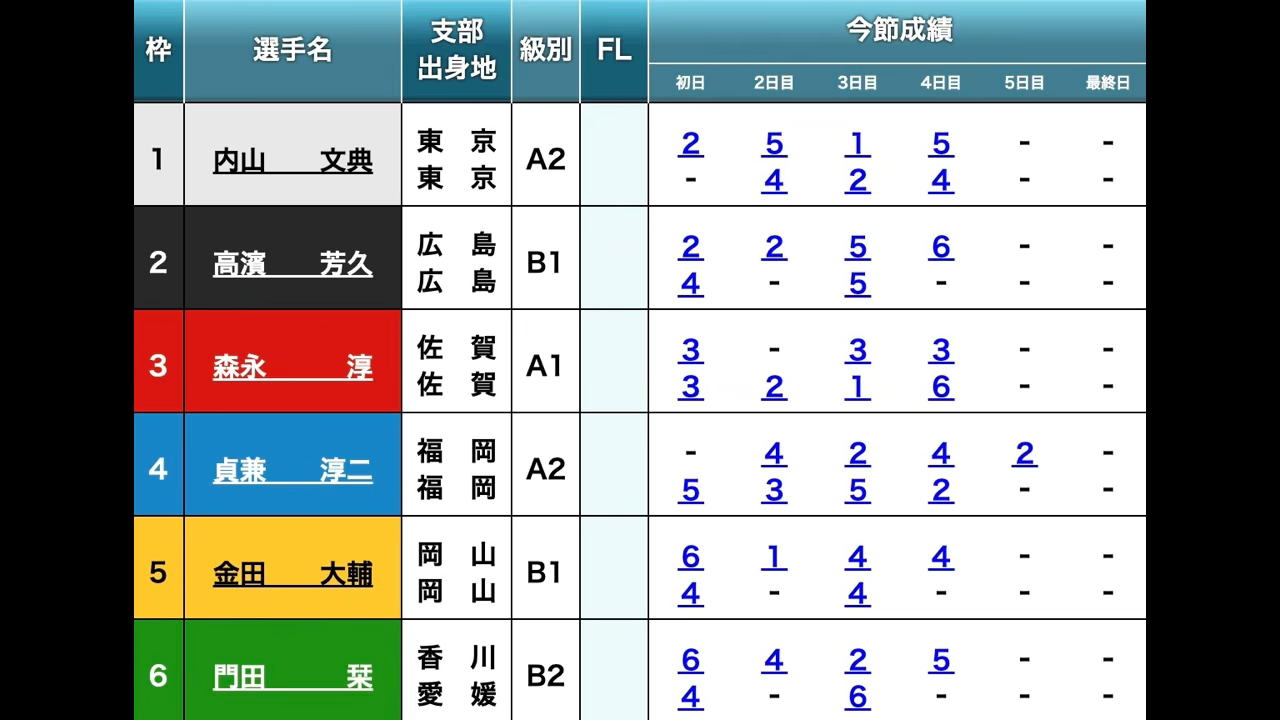 枠 選手名 支部 出身地 級別 FL 今節成績
初日 2日目 3日目 4日目 5日目 最終日
1 内山 文典 東京 A2 2 5 1 5 - -
東京 - 4 2 4 - -
2 高濱 芳久 広島 B1 2 2 5 6 - -
広島 4 - 5 - - -
3 森永 淳 佐賀 A1 3 - 3 3 - -
佐賀 3 2 1 6 - -
4 貞兼 淳二 福岡 A2 - 4 2 4 2 -
福岡 5 3 5 2 - -
5 金田 大輔 岡山 B1 6 1 4 4 - -
岡山 4 - 4 - - -
6 門田 栞 香川 B2 6 4 2 5 - -
愛媛 4 - 6 - - -